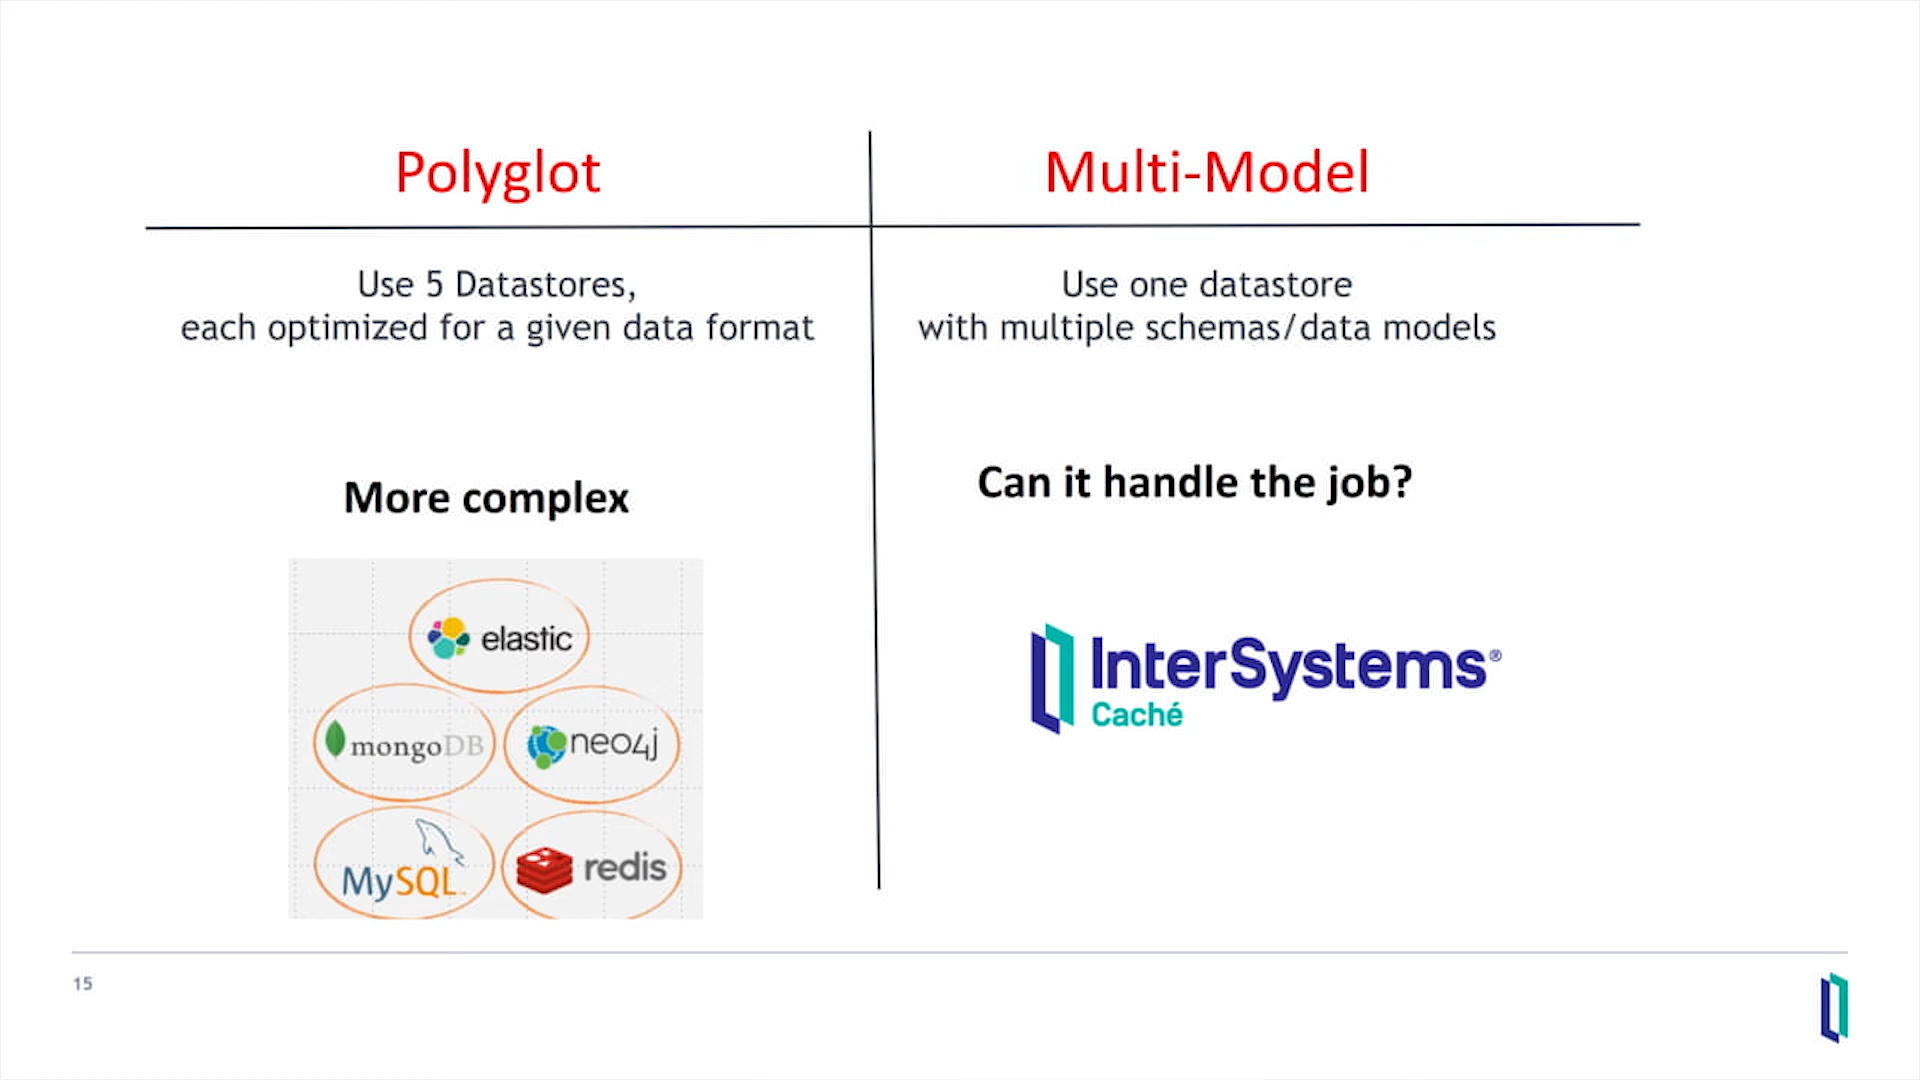 Polyglot
Multi-Model
Use 5 Datastores,
each optimized for a given data format
Use one datastore
with multiple schemas/data models
More complex
Can it handle the job?
elastic
mongoDB
neo4j
MySQL
redis
InterSystems®
Caché
15